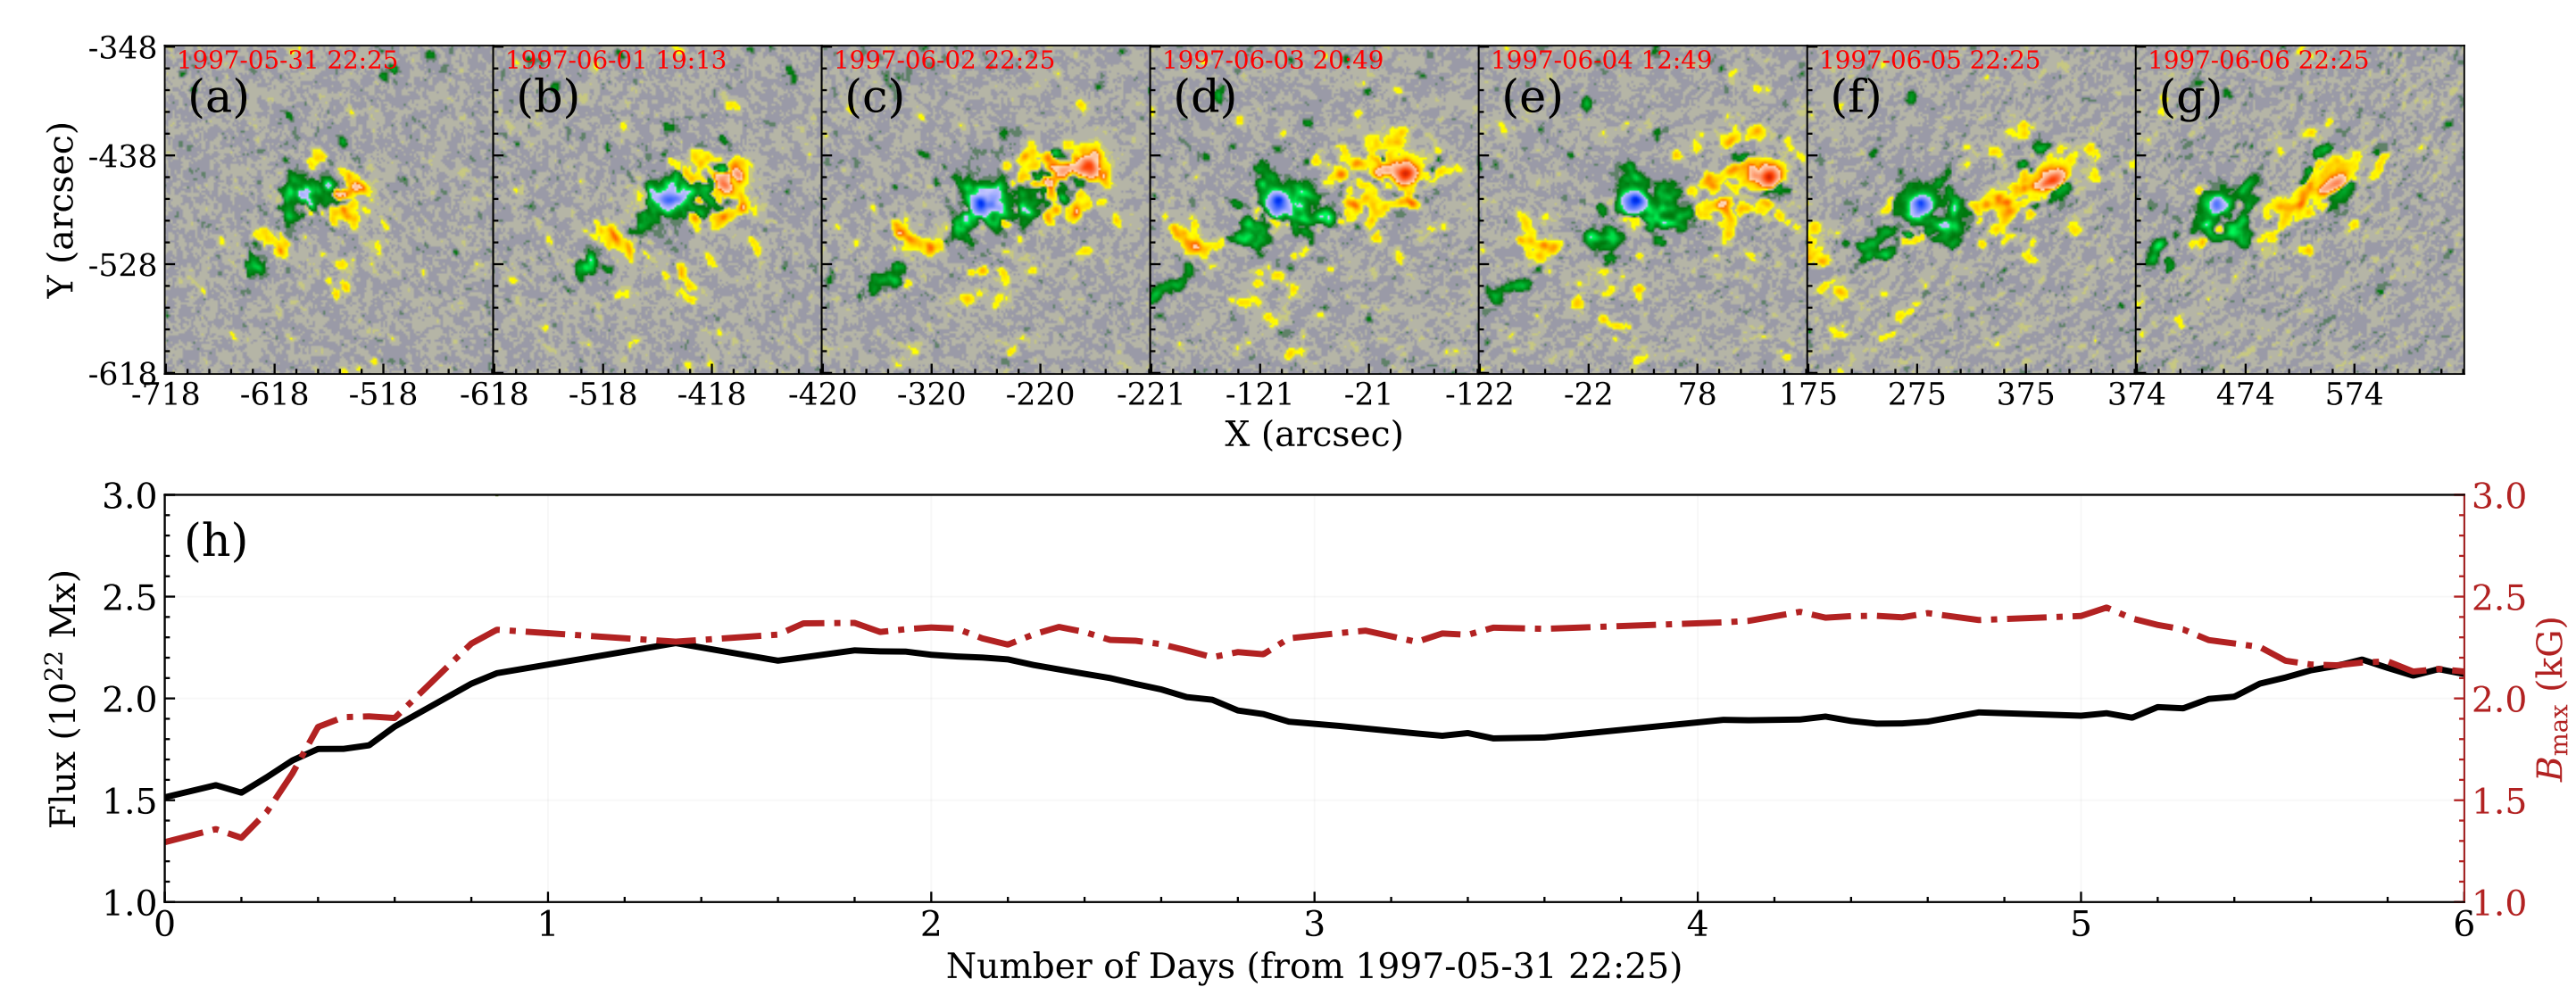 1997-05-31 22:25 1997-06-01 19:13 1997-06-02 22:25 1997-06-03 20:49 1997-06-04 12:49 1997-06-05 22:25 1997-06-06 22:25
(a) (b) (c) (d) (e) (f) (g)
-348
-438
-528
-618
Y (arcsec)
-718 -618 -518 -618 -518 -418 -420 -320 -220 -221 -121 -21 -122 -22 78 175 275 375 374 474 574
X (arcsec)
(h)
3.0
2.5
2.0
1.5
1.0
Flux (10²² Mx)
3.0
2.5
2.0
1.5
1.0
Bmax (kG)
0 1 2 3 4 5 6
Number of Days (from 1997-05-31 22:25)